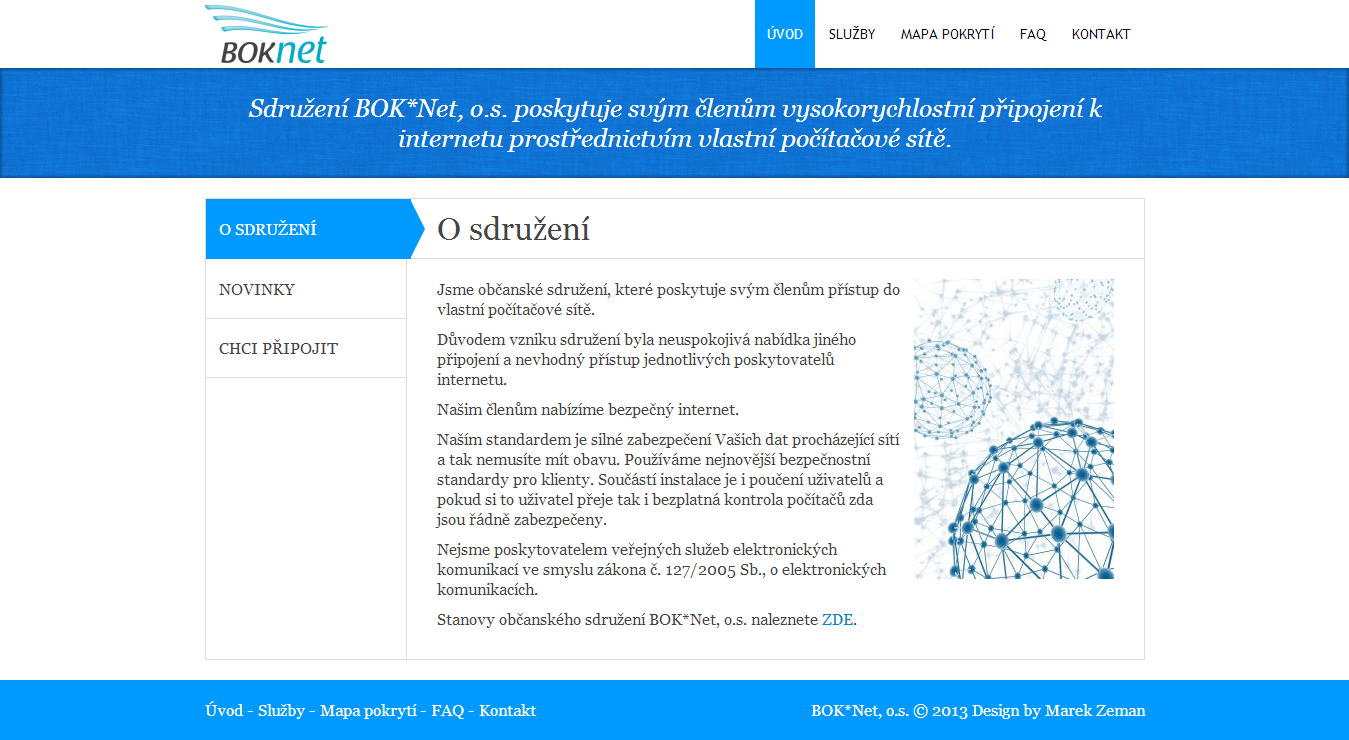 BOKnet
ÚVOD SLUŽBY MAPA POKRYTÍ FAQ KONTAKT
Sdružení BOK*Net, o.s. poskytuje svým členům vysokorychlostní připojení k
internetu prostřednictvím vlastní počítačové sítě.
O SDRUŽENÍ
NOVINKY
CHCI PŘIPOJIT
O sdružení
Jsme občanské sdružení, které poskytuje svým členům přístup do
vlastní počítačové sítě.
Důvodem vzniku sdružení byla neuspokojivá nabídka jiného
připojení a nevhodný přístup jednotlivých poskytovatelů
internetu.
Našim členům nabízíme bezpečný internet.
Naším standardem je silné zabezpečení Vašich dat procházející sítí
a tak nemusíte mít obavu. Používáme nejnovější bezpečnostní
standardy pro klienty. Součástí instalace je i poučení uživatelů a
pokud si to uživatel přeje tak i bezplatná kontrola počítačů zda
jsou řádně zabezpečeny.
Nejsme poskytovatelem veřejných služeb elektronických
komunikací ve smyslu zákona č. 127/2005 Sb., o elektronických
komunikacích.
Stanovy občanského sdružení BOK*Net, o.s. naleznete ZDE.
Úvod - Služby - Mapa pokrytí - FAQ - Kontakt
BOK*Net, o.s. © 2013 Design by Marek Zeman